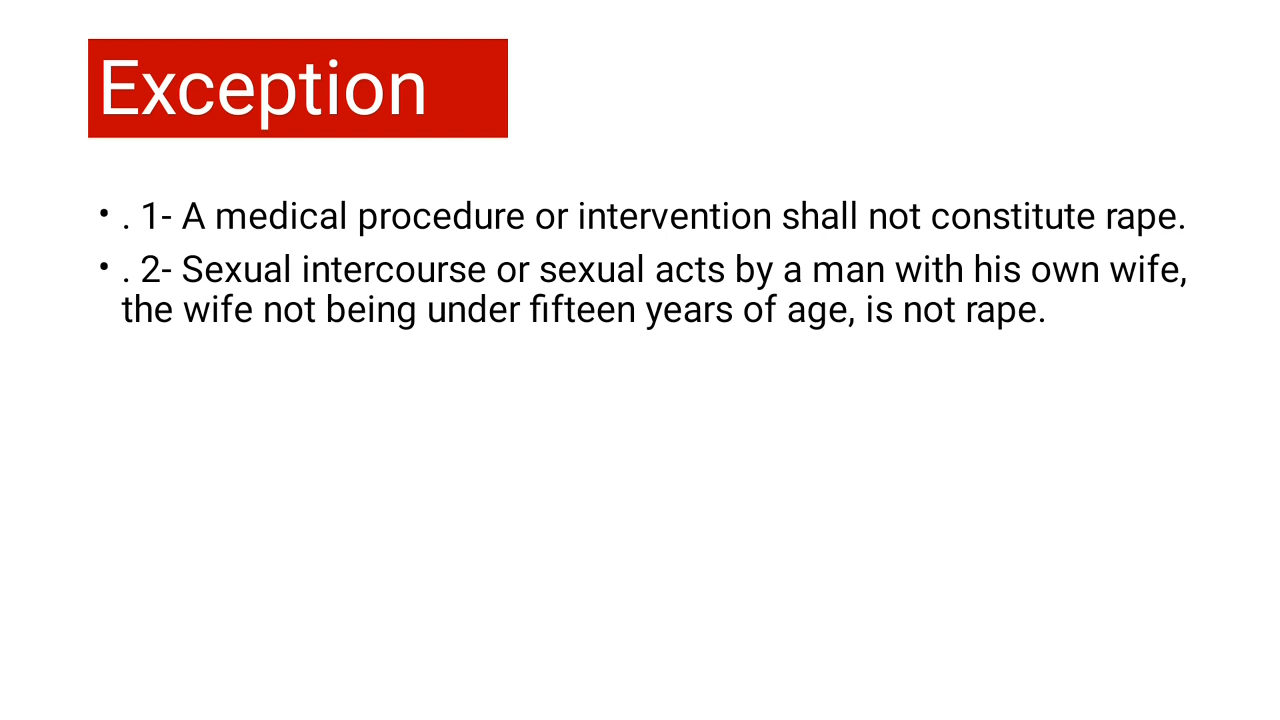 Exception
• . 1- A medical procedure or intervention shall not constitute rape.
• . 2- Sexual intercourse or sexual acts by a man with his own wife,
the wife not being under fifteen years of age, is not rape.